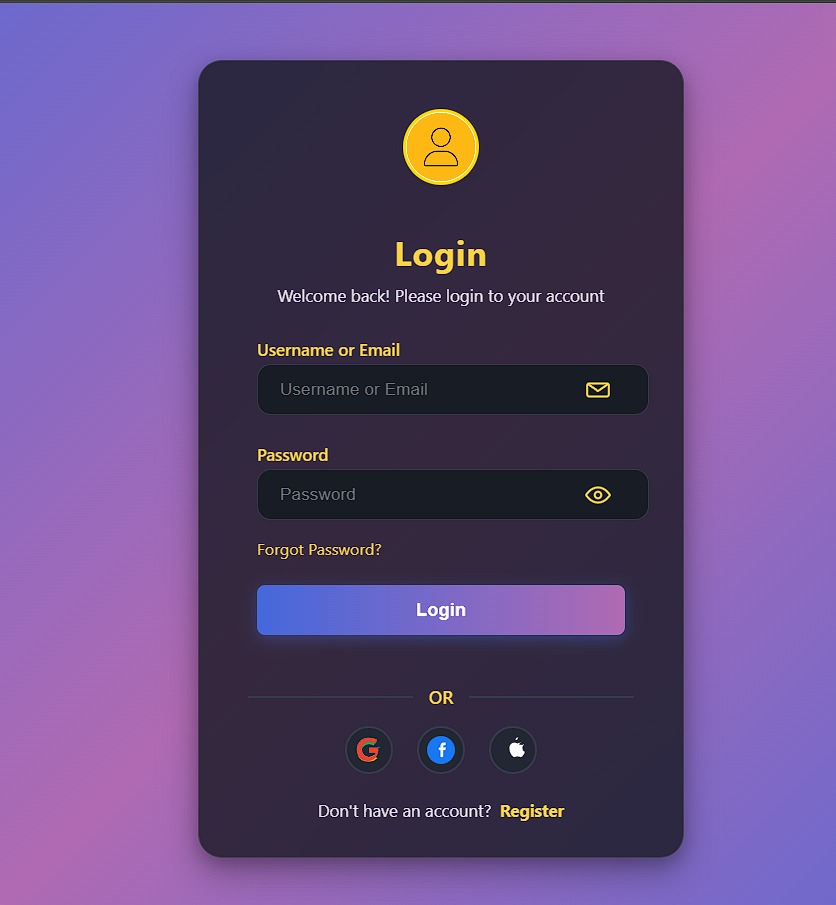 Login
Welcome back! Please login to your account
Username or Email
Username or Email
Password
Password
Forgot Password?
Login
OR
Don't have an account? Register